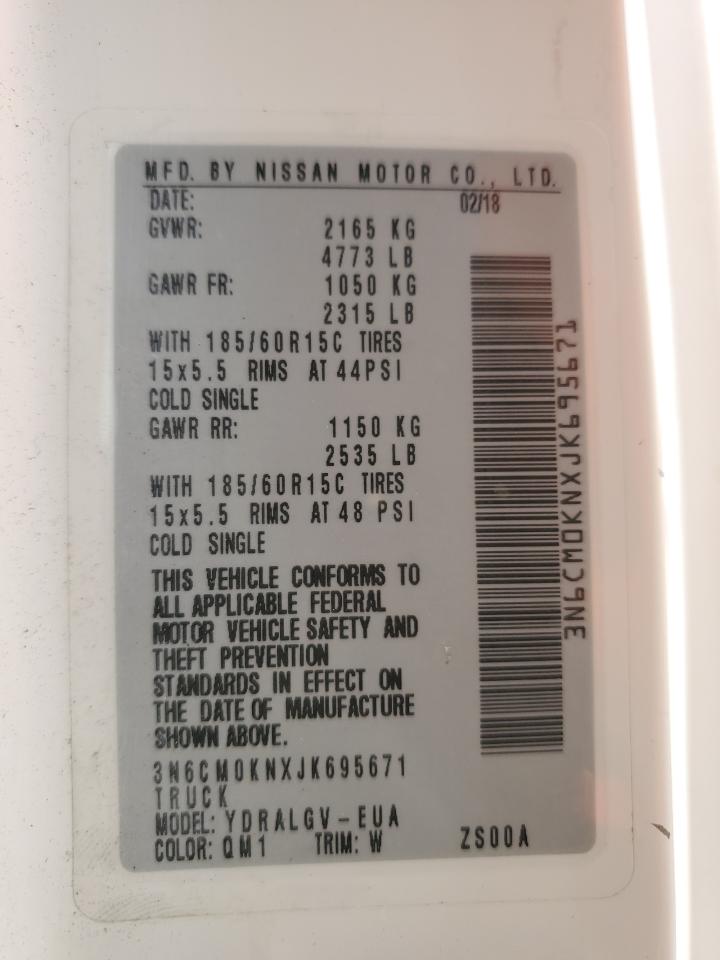 MFD. BY NISSAN MOTOR CO., LTD.
DATE: 02/18
GVWR: 2165 KG
4773 LB
GAWR FR: 1050 KG
2315 LB
WITH 185/60R15C TIRES
15x5.5 RIMS AT 44PSI
COLD SINGLE
GAWR RR: 1150 KG
2535 LB
WITH 185/60R15C TIRES
15x5.5 RIMS AT 48 PSI
COLD SINGLE
THIS VEHICLE CONFORMS TO
ALL APPLICABLE FEDERAL
MOTOR VEHICLE SAFETY AND
THEFT PREVENTION
STANDARDS IN EFFECT ON
THE DATE OF MANUFACTURE
SHOWN ABOVE.
3N6CM0KNXJK695671
TRUCK
MODEL: YDRALGV-EUA
COLOR: QM1 TRIM: W ZS00A
3N6CM0KNXJK695671